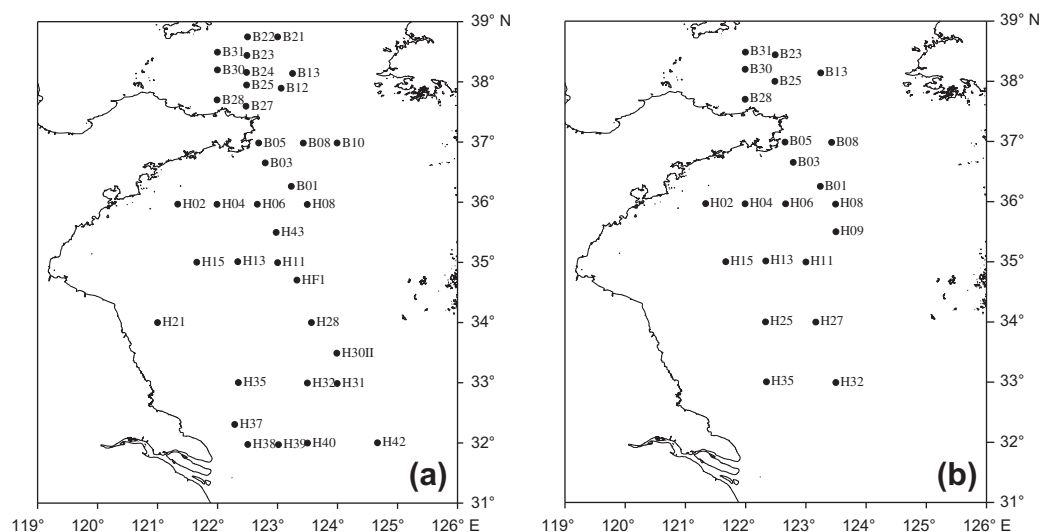 39° N
B22 B21
B31 B23
B30 B24 B13
B25 B12
B28 B27
38°
B05 B08 B10
37°
B03
B01
H02 H04 H06 H08
36°
H43
H15 H13 H11
35°
HF1
H21 H28
34°
H30II
H35 H32 H31
33°
H37
H38 H39 H40 H42
32°
(a)
31°
119° 120° 121° 122° 123° 124° 125° 126° E
39° N
B31 B23
B30 B13
B25
B28
38°
B05 B08
37°
B03
B01
H02 H04 H06 H08
36°
H09
H15 H13 H11
35°
H25 H27
34°
H35 H32
33°
32°
(b)
31°
119° 120° 121° 122° 123° 124° 125° 126° E